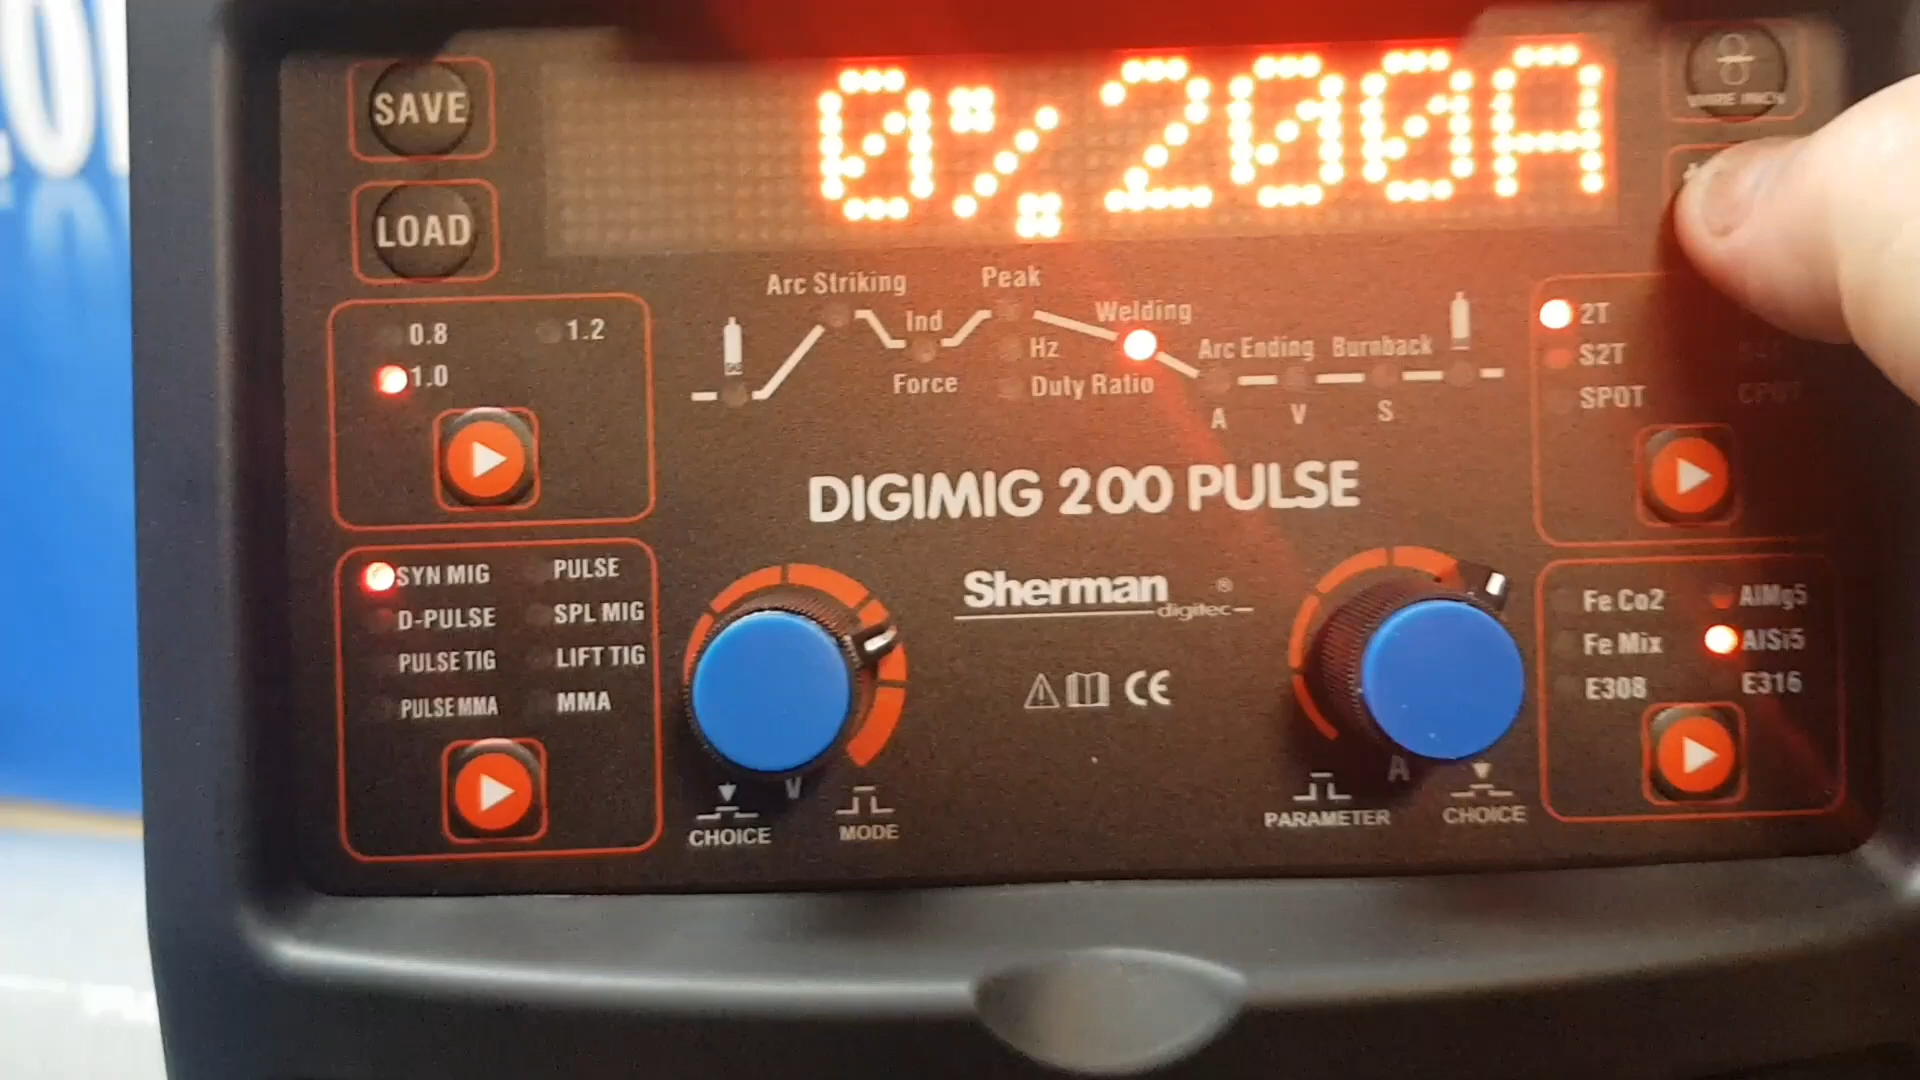 SAVE
0% 200A
WIRE INCH
LOAD
Arc Striking
Peak
Ind
Welding
Hz
Arc Ending
Burnback
Force
Duty Ratio
A
V
S
0.8
1.2
1.0
2T
S2T
SPOT
DIGIMIG 200 PULSE
Sherman ®
digitec
SYN MIG
PULSE
D-PULSE
SPL MIG
PULSE TIG
LIFT TIG
PULSE MMA
MMA
CE
Fe Co2
AlMg5
Fe Mix
AlSi5
E308
E316
V
CHOICE
MODE
A
PARAMETER
CHOICE